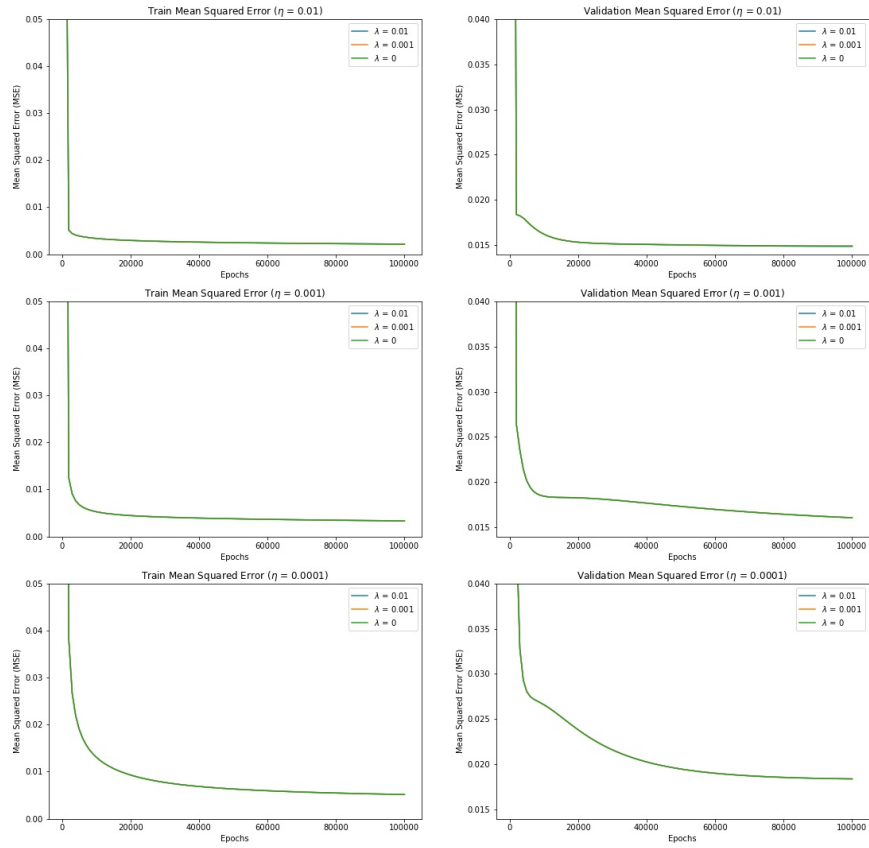 Train Mean Squared Error (η = 0.01)
Mean Squared Error (MSE)
0.05
0.04
0.03
0.02
0.01
0.00
λ = 0.01
λ = 0.001
λ = 0
0 20000 40000 60000 80000 100000
Epochs
Validation Mean Squared Error (η = 0.01)
Mean Squared Error (MSE)
0.040
0.035
0.030
0.025
0.020
0.015
λ = 0.01
λ = 0.001
λ = 0
0 20000 40000 60000 80000 100000
Epochs
Train Mean Squared Error (η = 0.001)
Mean Squared Error (MSE)
0.05
0.04
0.03
0.02
0.01
0.00
λ = 0.01
λ = 0.001
λ = 0
0 20000 40000 60000 80000 100000
Epochs
Validation Mean Squared Error (η = 0.001)
Mean Squared Error (MSE)
0.040
0.035
0.030
0.025
0.020
0.015
λ = 0.01
λ = 0.001
λ = 0
0 20000 40000 60000 80000 100000
Epochs
Train Mean Squared Error (η = 0.0001)
Mean Squared Error (MSE)
0.05
0.04
0.03
0.02
0.01
0.00
λ = 0.01
λ = 0.001
λ = 0
0 20000 40000 60000 80000 100000
Epochs
Validation Mean Squared Error (η = 0.0001)
Mean Squared Error (MSE)
0.040
0.035
0.030
0.025
0.020
0.015
λ = 0.01
λ = 0.001
λ = 0
0 20000 40000 60000 80000 100000
Epochs